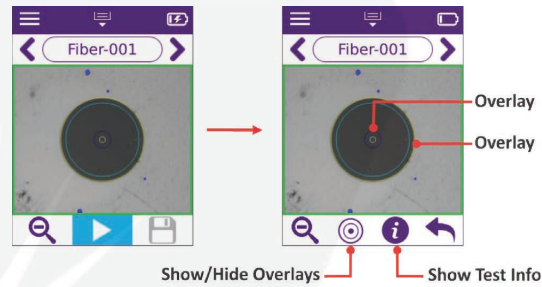 Fiber-001
Fiber-001
Overlay
Overlay
i
Show/Hide Overlays
Show Test Info